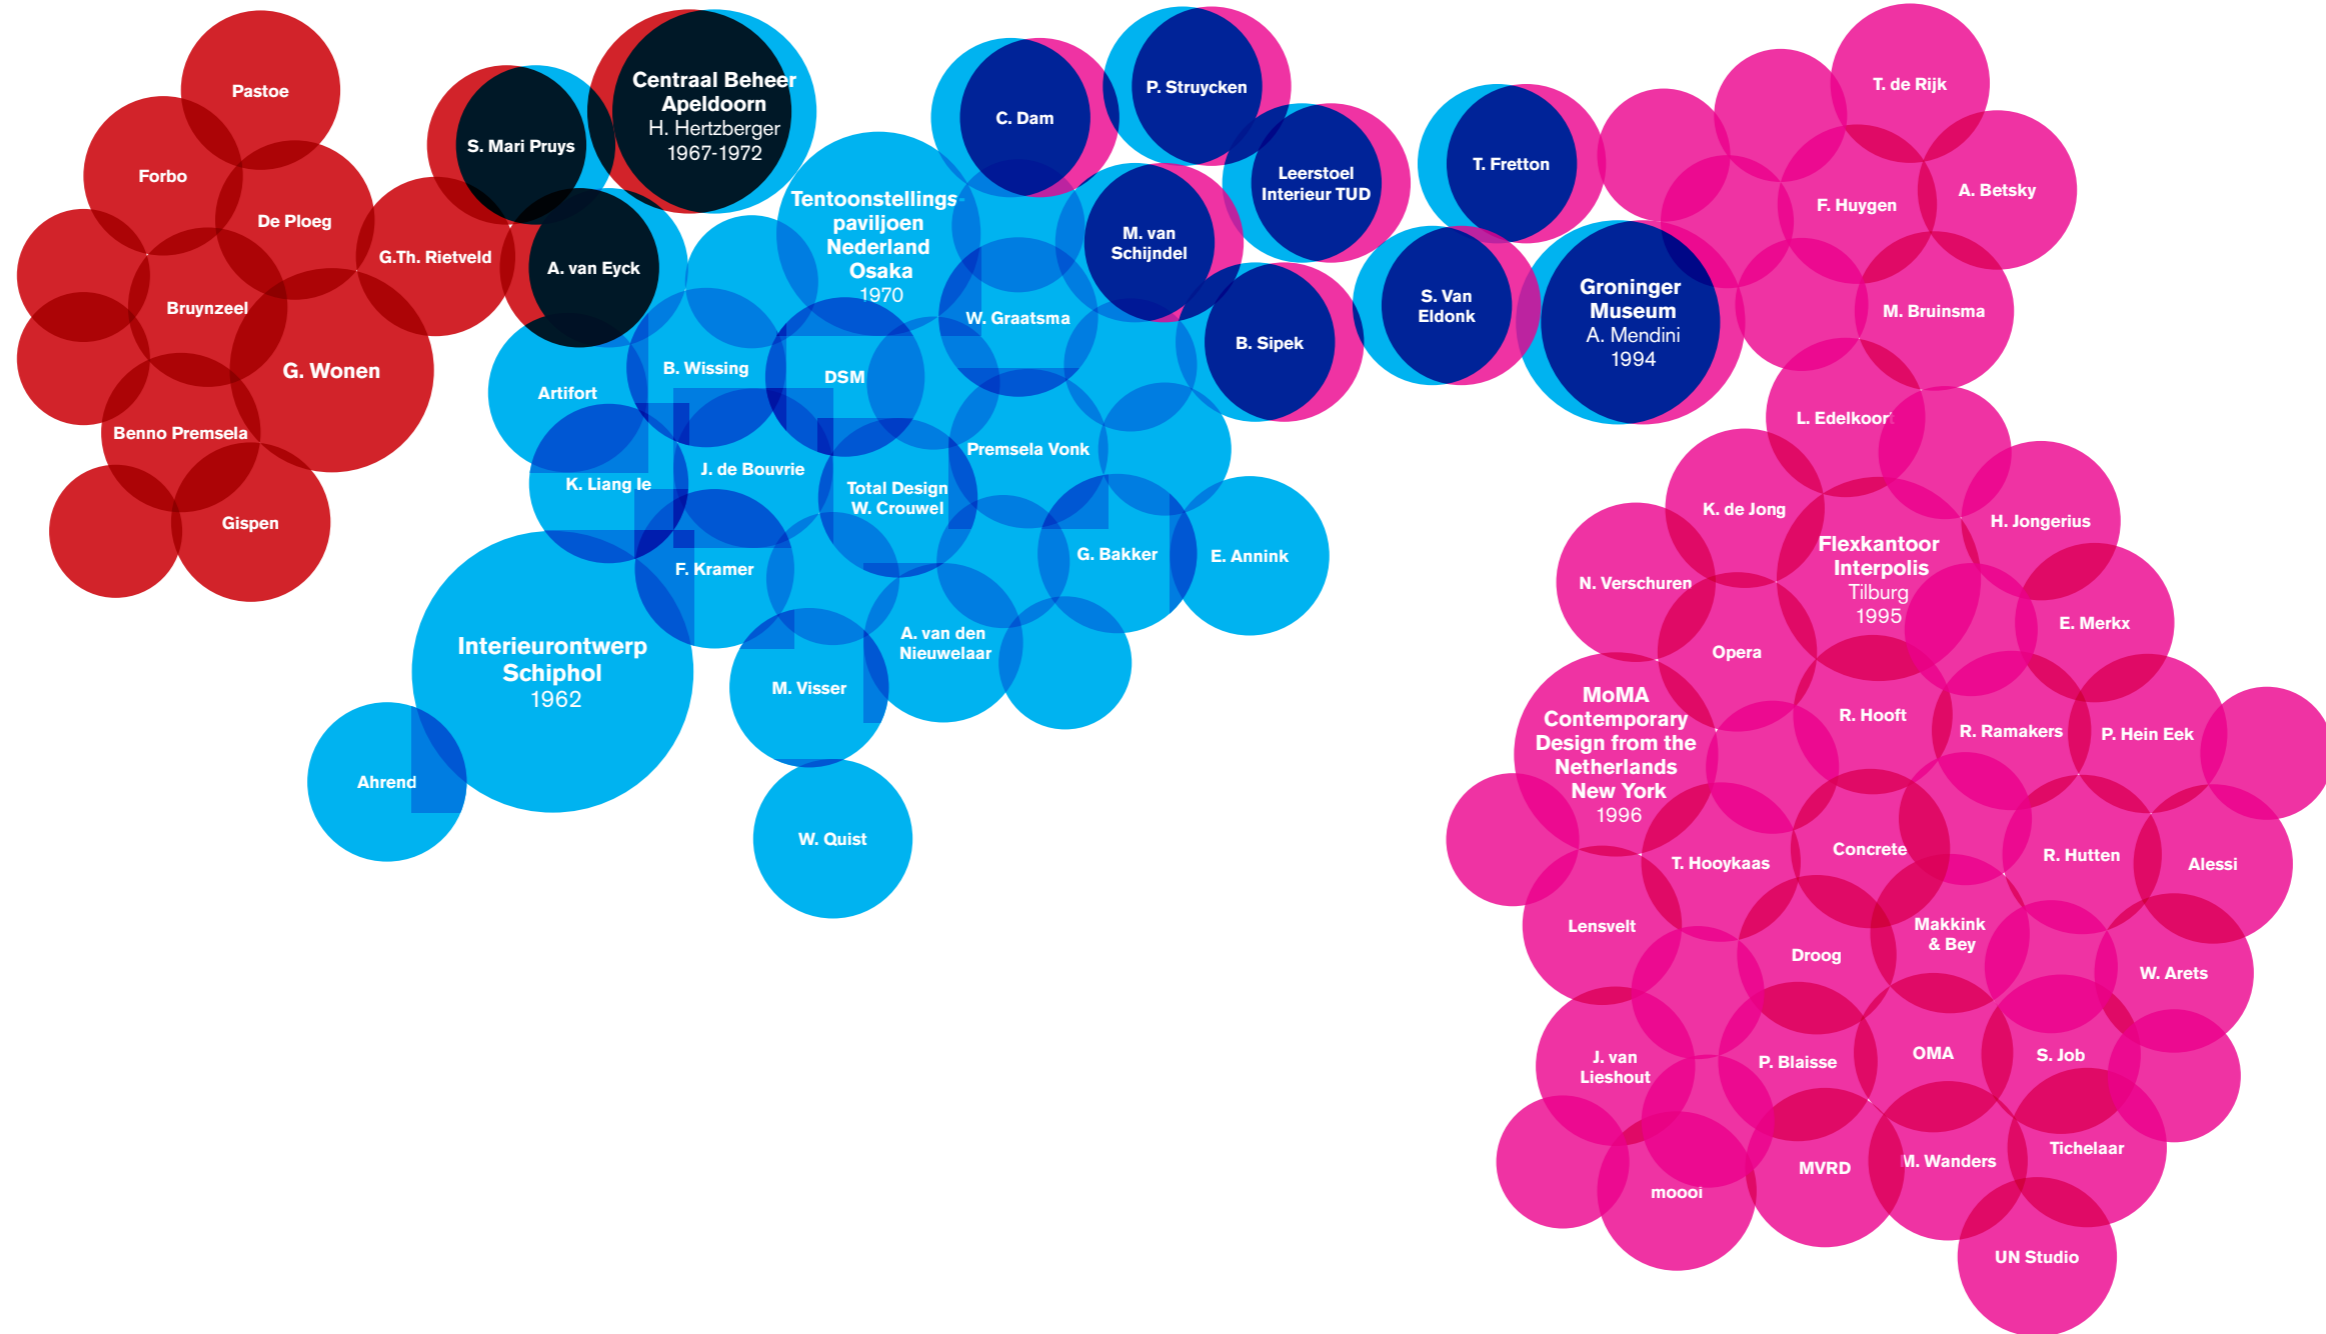 Pastoe
Forbo
De Ploeg
G.Th. Rietveld
Bruynzeel
G. Wonen
Benno Premsela
Gispen
S. Mari Pruys
Centraal Beheer
Apeldoorn
H. Hertzberger
1967-1972
A. van Eyck
Tentoonstellings-
paviljoen
Nederland
Osaka
1970
C. Dam
P. Struycken
Leerstoel
Interieur TUD
M. van
Schijndel
B. Sipek
T. Fretton
S. Van
Eldonk
Groninger
Museum
A. Mendini
1994
W. Graatsma
B. Wissing
DSM
Artifort
K. Liang Ie
J. de Bouvrie
Premsela Vonk
Total Design
W. Crouwel
F. Kramer
G. Bakker
E. Annink
Interieurontwerp
Schiphol
1962
A. van den
Nieuwelaar
M. Visser
Ahrend
W. Quist
T. de Rijk
F. Huygen
A. Betsky
M. Bruinsma
L. Edelkoort
K. de Jong
H. Jongerius
Flexkantoor
Interpolis
Tilburg
1995
N. Verschuren
E. Merkx
Opera
MoMA
Contemporary
Design from the
Netherlands
New York
1996
R. Hooft
R. Ramakers
P. Hein Eek
T. Hooykaas
Concrete
R. Hutten
Alessi
Lensvelt
Droog
Makkink
& Bey
W. Arets
J. van
Lieshout
P. Blaisse
OMA
S. Job
moooi
MVRD
M. Wanders
Tichelaar
UN Studio